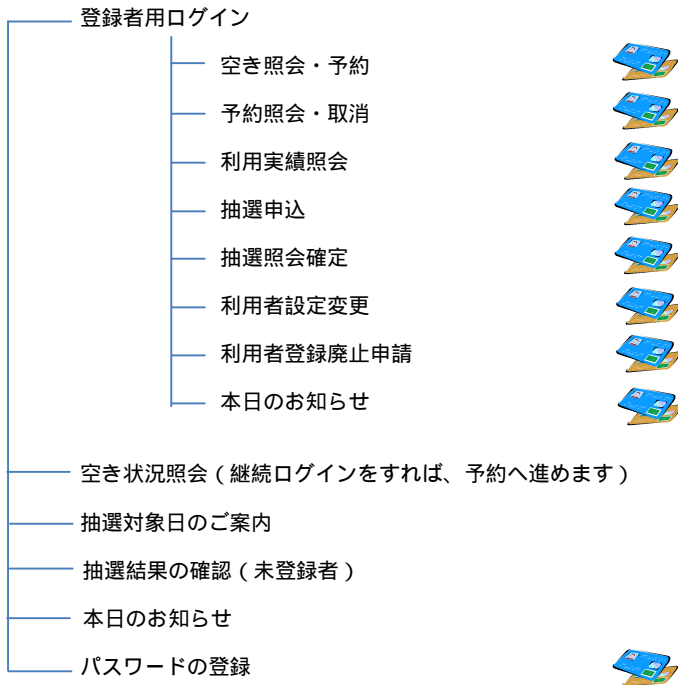 登録者用ログイン
空き照会・予約
予約照会・取消
利用実績照会
抽選申込
抽選照会確定
利用者設定変更
利用者登録廃止申請
本日のお知らせ
空き状況照会（継続ログインをすれば、予約へ進めます）
抽選対象日のご案内
抽選結果の確認（未登録者）
本日のお知らせ
パスワードの登録